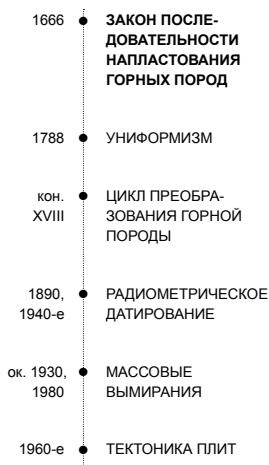 1666 ЗАКОН ПОСЛЕ-
ДОВАТЕЛЬНОСТИ
НАПЛАСТОВАНИЯ
ГОРНЫХ ПОРОД
1788 УНИФОРМИЗМ
кон. ЦИКЛ ПРЕОБРА-
XVIII ЗОВАНИЯ ГОРНОЙ
ПОРОДЫ
1890, РАДИОМЕТРИЧЕСКОЕ
1940-е ДАТИРОВАНИЕ
ок. 1930, МАССОВЫЕ
1980 ВЫМИРАНИЯ
1960-е ТЕКТОНИКА ПЛИТ